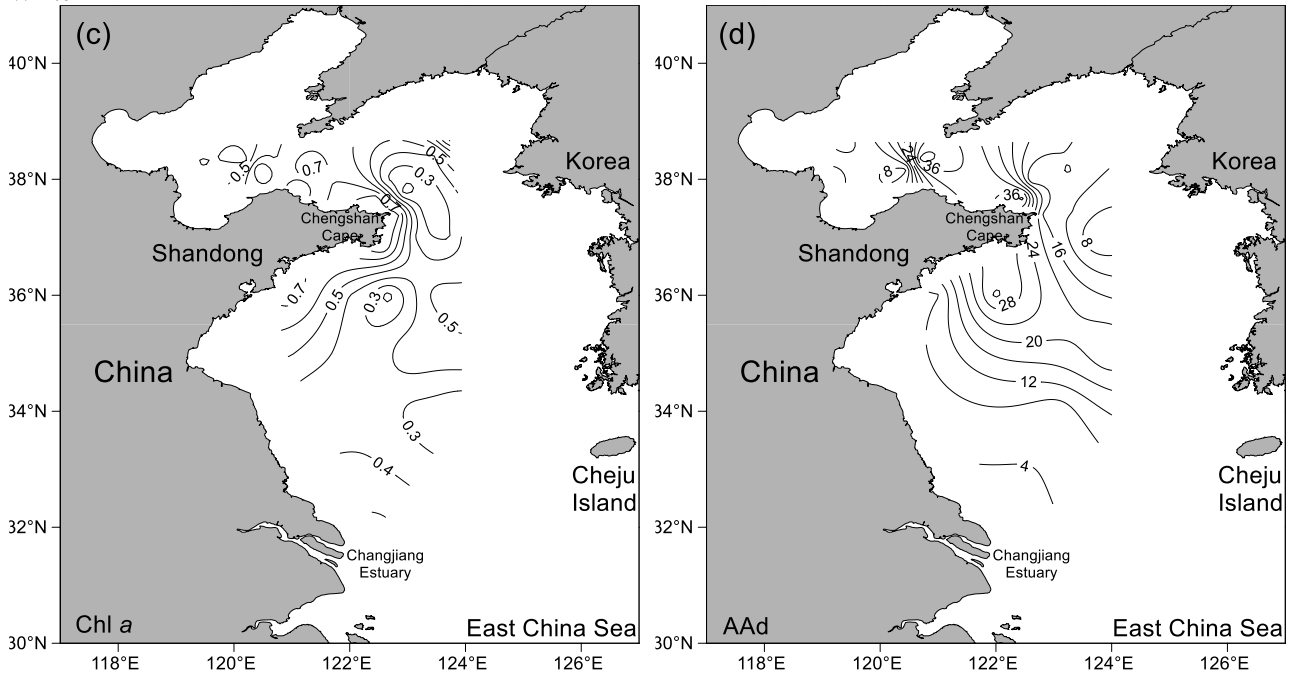 (c)
40°N
38°N
36°N
34°N
32°N
30°N
118°E
120°E
122°E
124°E
126°E
Korea
Chengshan
Cape
Shandong
China
Cheju
Island
Changjiang
Estuary
Chl a
East China Sea
0.5
0.7
0.5
0.3
0.7
0.7
0.5
0.3
0.5
0.3
0.4
(d)
40°N
38°N
36°N
34°N
32°N
30°N
118°E
120°E
122°E
124°E
126°E
Korea
Chengshan
Cape
Shandong
China
Cheju
Island
Changjiang
Estuary
AAd
East China Sea
8
24
36
36
24
16
8
28
20
12
4